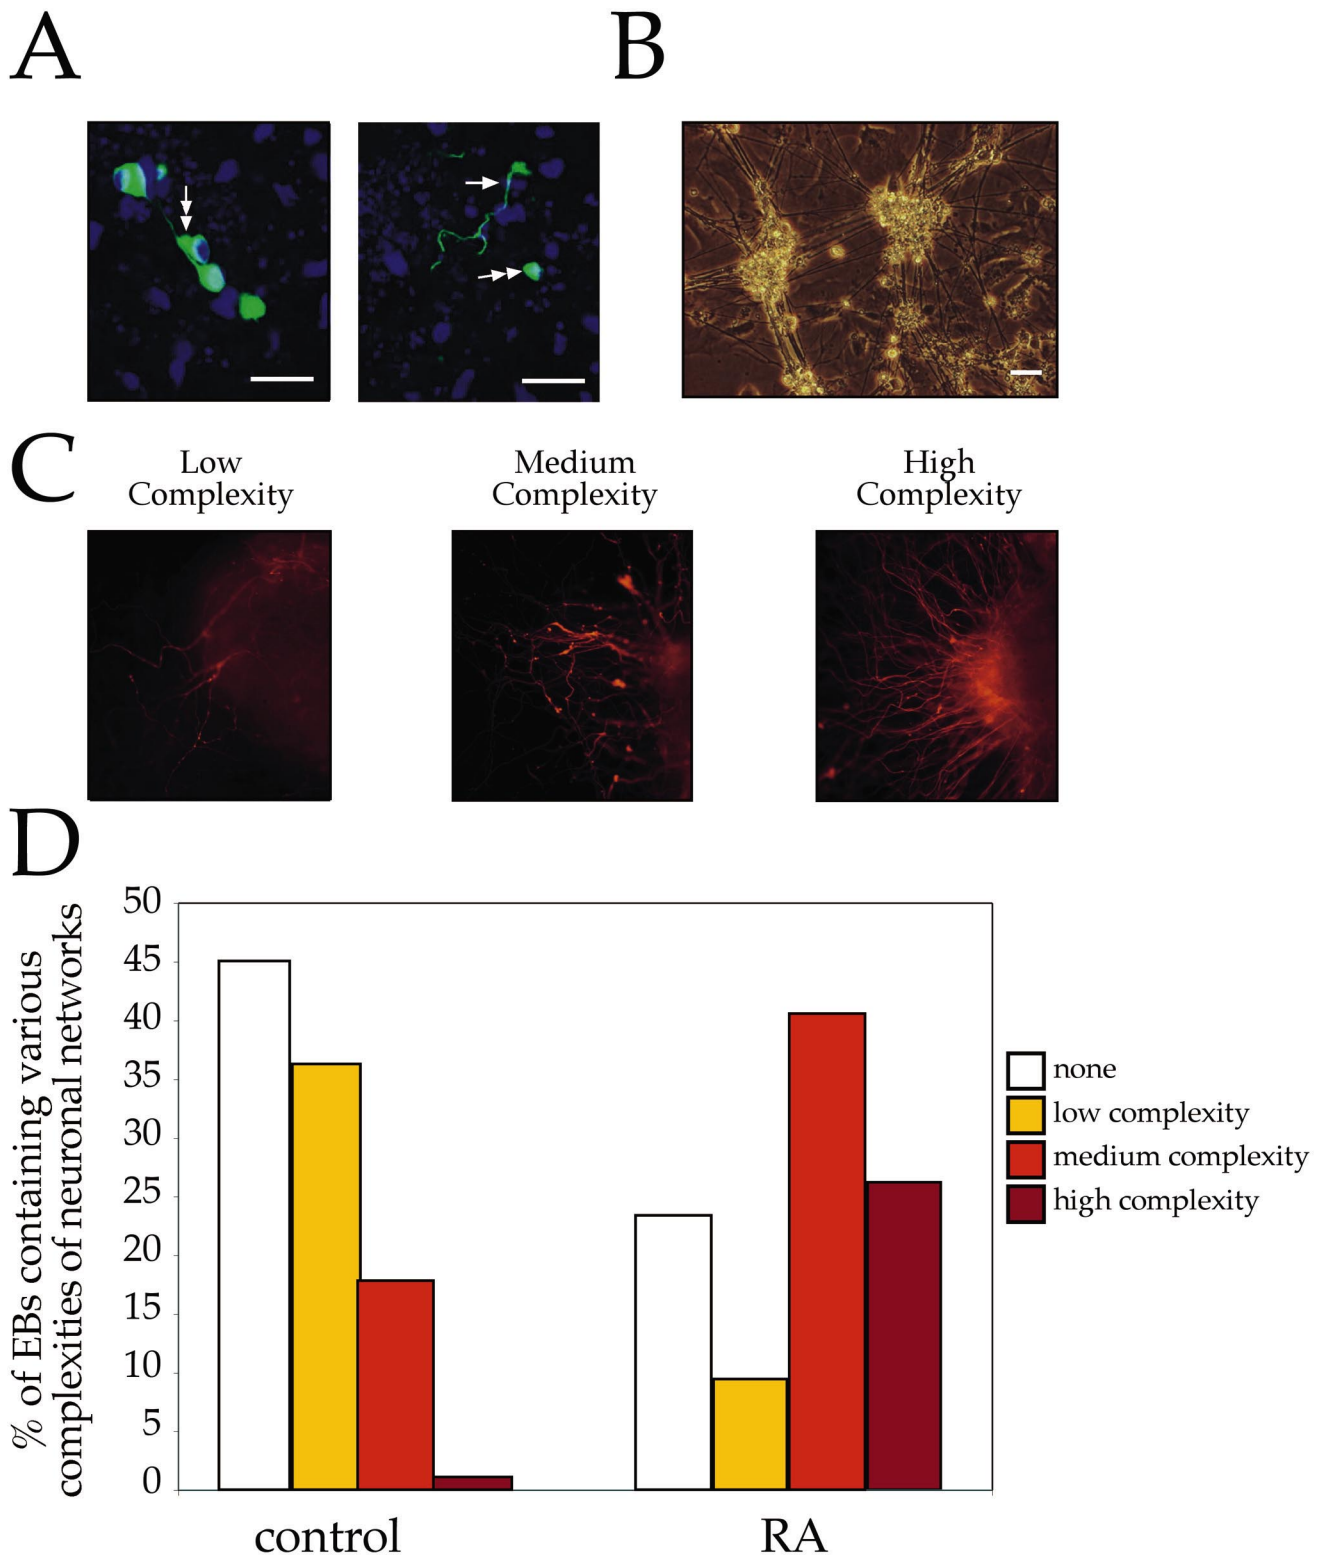 A
B
C
Low
Complexity
Medium
Complexity
High
Complexity
D
% of EBs containing various
complexities of neuronal networks
50
45
40
35
30
25
20
15
10
5
0
none
low complexity
medium complexity
high complexity
control
RA